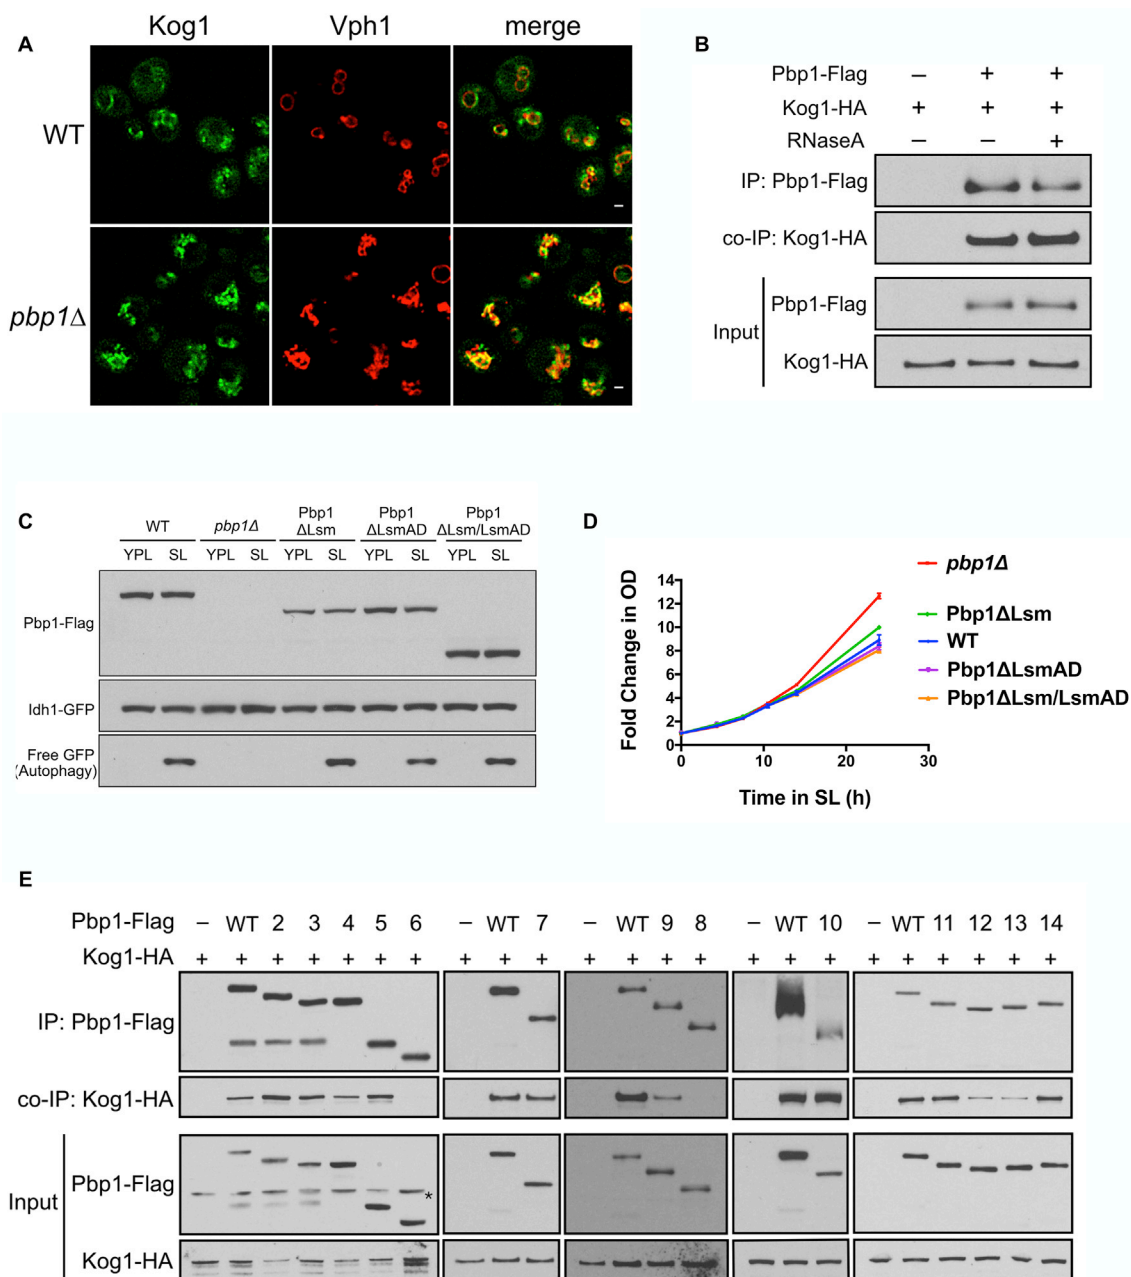 A
Kog1 Vph1 merge
WT
pbp1Δ
B
Pbp1-Flag – + +
Kog1-HA + + +
RNaseA – – +
IP: Pbp1-Flag
co-IP: Kog1-HA
Input
Pbp1-Flag
Kog1-HA
C
WT pbp1Δ Pbp1 ΔLsm Pbp1 ΔLsmAD Pbp1 ΔLsm/LsmAD
YPL SL YPL SL YPL SL YPL SL YPL SL
Pbp1-Flag
Idh1-GFP
Free GFP
(Autophagy)
D
Fold Change in OD
14
12
10
8
6
4
2
0
0 10 20 30
Time in SL (h)
pbp1Δ
Pbp1ΔLsm
WT
Pbp1ΔLsmAD
Pbp1ΔLsm/LsmAD
E
Pbp1-Flag – WT 2 3 4 5 6 – WT 7 – WT 9 8 – WT 10 – WT 11 12 13 14
Kog1-HA + + + + + + + + + + + + + + + + + + + + + + +
IP: Pbp1-Flag
co-IP: Kog1-HA
Input
Pbp1-Flag
*
Kog1-HA